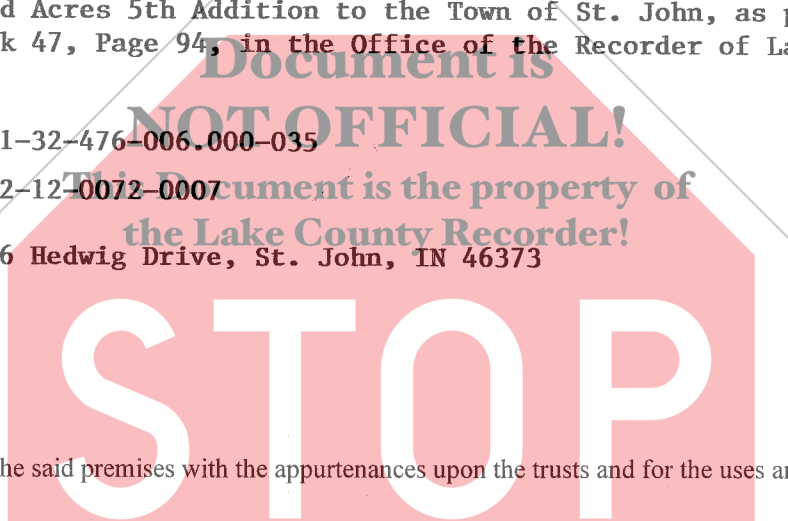 d Acres 5th Addition to the Town of St. John, as p
k 47, Page 94, in the Office of the Recorder of La
Document is
NOT OFFICIAL!
1-32-476-006.000-035
This Document is the property of
2-12-0072-0007
the Lake County Recorder!
6 Hedwig Drive, St. John, IN 46373
STOP
he said premises with the appurtenances upon the trusts and for the uses an